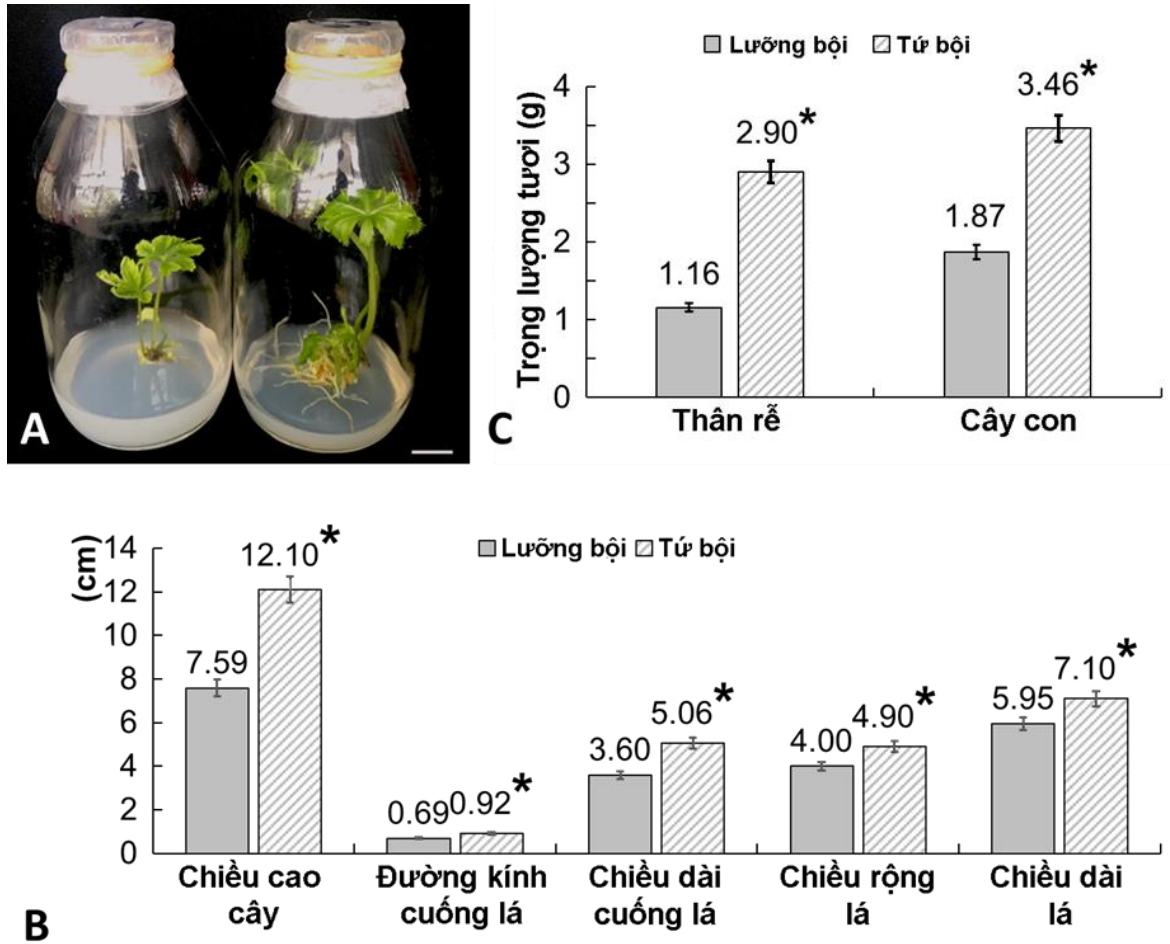 A
C
Lưỡng bội Tứ bội
Trọng lượng tươi (g)
4
3
2
1
0
1.16
2.90*
1.87
3.46*
Thân rễ Cây con
B
(cm)
Lưỡng bội Tứ bội
14
12
10
8
6
4
2
0
7.59
12.10*
0.69
0.92*
3.60
5.06*
4.00
4.90*
5.95
7.10*
Chiều cao cây
Đường kính cuống lá
Chiều dài cuống lá
Chiều rộng lá
Chiều dài lá